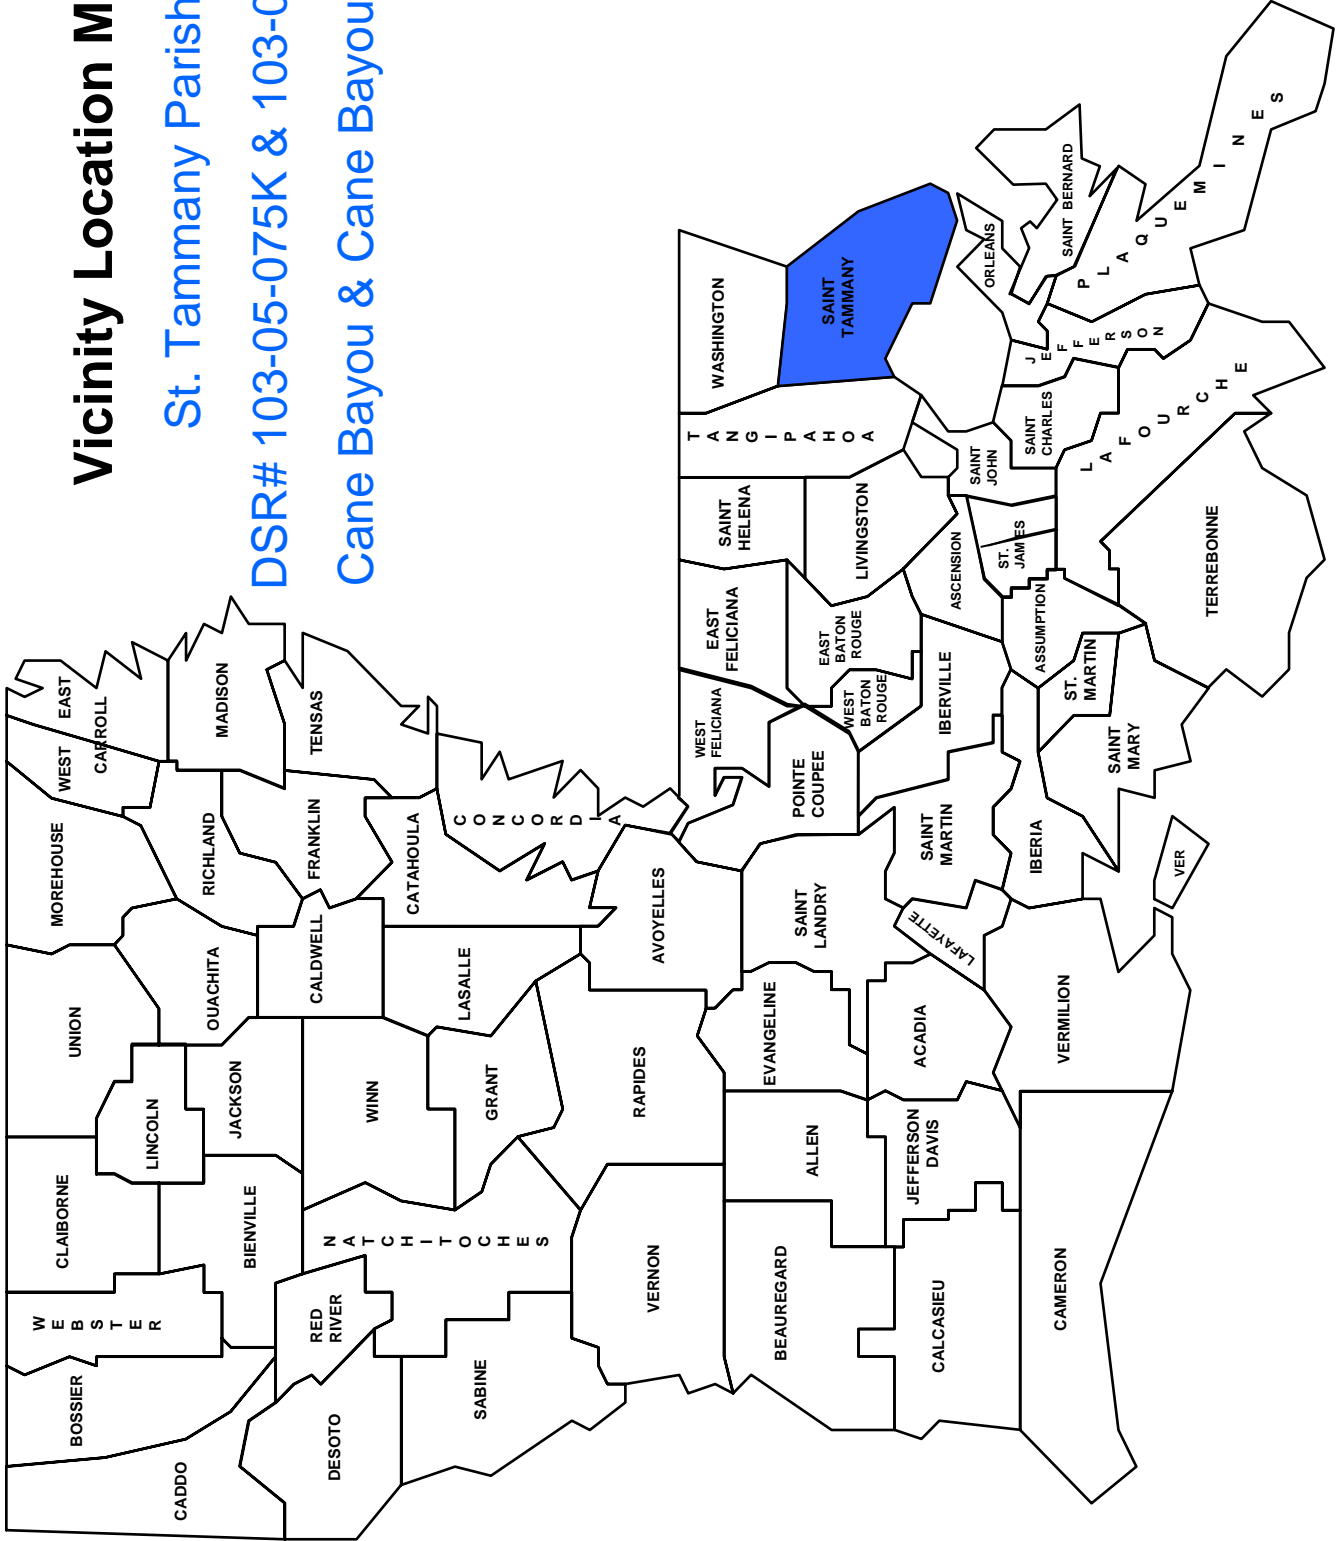 Vicinity Location M
St. Tammany Parish
DSR# 103-05-075K & 103-0
Cane Bayou & Cane Bayou
CADDO
BOSSIER
WEBSTER
CLAIBORNE
UNION
MOREHOUSE
WEST
EAST
CARROLL
LINCOLN
OUACHITA
RICHLAND
MADISON
BIENVILLE
JACKSON
DESOTO
RED
RIVER
CALDWELL
FRANKLIN
TENSAS
NATCHITOCHES
WINN
CATAHOULA
SABINE
GRANT
LASALLE
CONCORDIA
VERNON
RAPIDES
AVOYELLES
BEAUREGARD
ALLEN
EVANGELINE
SAINT
LANDRY
POINTE
COUPEE
WEST
FELICIANA
EAST
FELICIANA
SAINT
HELENA
TANGIPAHOA
WASHINGTON
WEST
BATON
ROUGE
EAST
BATON
ROUGE
LIVINGSTON
SAINT
TAMMANY
CALCASIEU
JEFFERSON
DAVIS
ACADIA
LAFAYETTE
SAINT
MARTIN
IBERVILLE
ASCENSION
SAINT
JOHN
ST.
JAMES
ORLEANS
CAMERON
VERMILION
VER
IBERIA
SAINT
MARY
ST.
MARTIN
ASSUMPTION
SAINT
CHARLES
JEFFERSON
SAINT BERNARD
LAFOURCHE
PLAQUEMINES
TERREBONNE